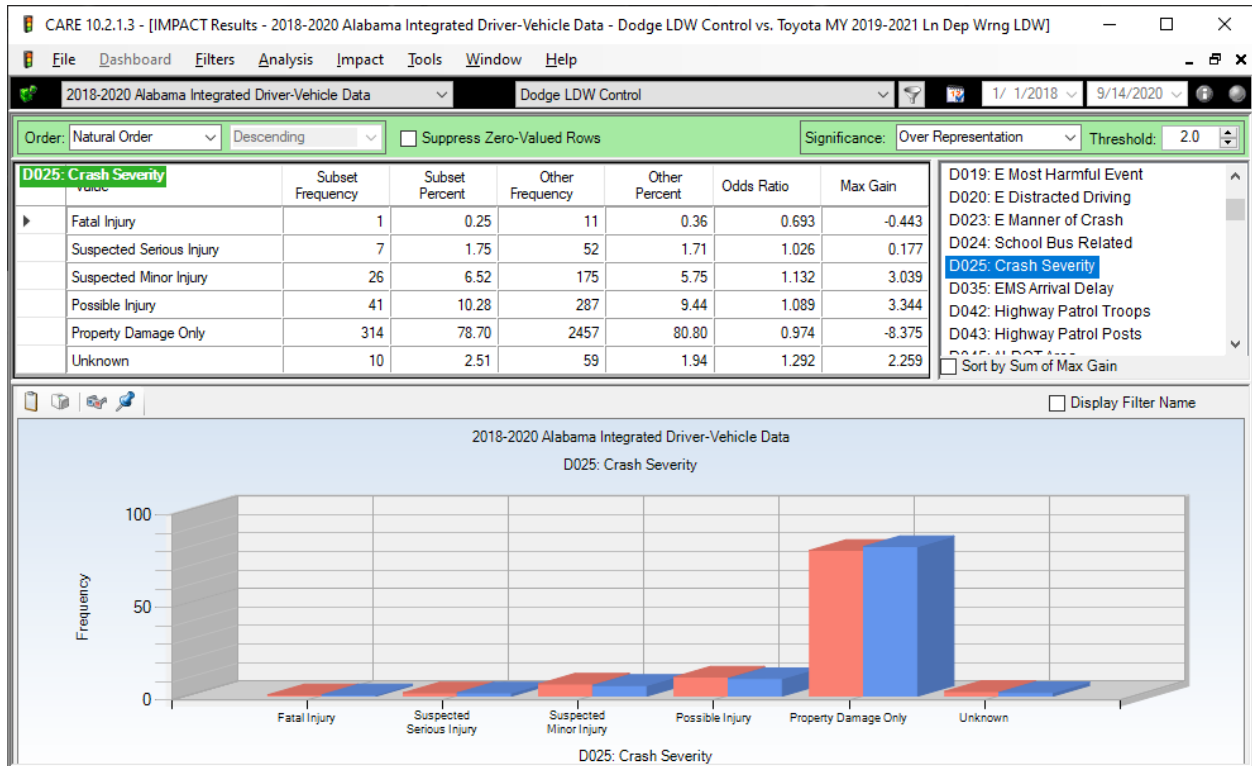 CARE 10.2.1.3 - [IMPACT Results - 2018-2020 Alabama Integrated Driver-Vehicle Data - Dodge LDW Control vs. Toyota MY 2019-2021 Ln Dep Wrng LDW]
File Dashboard Filters Analysis Impact Tools Window Help
2018-2020 Alabama Integrated Driver-Vehicle Data Dodge LDW Control 1/ 1/2018 9/14/2020
Order: Natural Order Descending Suppress Zero-Valued Rows Significance: Over Representation Threshold: 2.0
D025: Crash Severity Subset Frequency Subset Percent Other Frequency Other Percent Odds Ratio Max Gain
Fatal Injury 1 0.25 11 0.36 0.693 -0.443
Suspected Serious Injury 7 1.75 52 1.71 1.026 0.177
Suspected Minor Injury 26 6.52 175 5.75 1.132 3.039
Possible Injury 41 10.28 287 9.44 1.089 3.344
Property Damage Only 314 78.70 2457 80.80 0.974 -8.375
Unknown 10 2.51 59 1.94 1.292 2.259
D019: E Most Harmful Event
D020: E Distracted Driving
D023: E Manner of Crash
D024: School Bus Related
D025: Crash Severity
D035: EMS Arrival Delay
D042: Highway Patrol Troops
D043: Highway Patrol Posts
Sort by Sum of Max Gain
Display Filter Name
2018-2020 Alabama Integrated Driver-Vehicle Data
D025: Crash Severity
100
50
0
Frequency
Fatal Injury
Suspected
Serious Injury
Suspected
Minor Injury
Possible Injury
Property Damage Only
Unknown
D025: Crash Severity